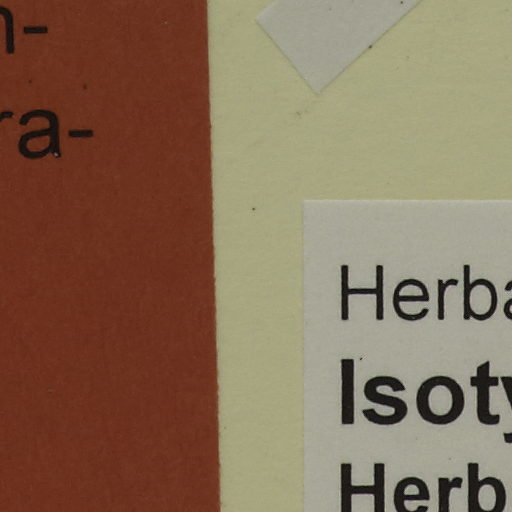 n-
ra-
Herba
Isoty
Herb